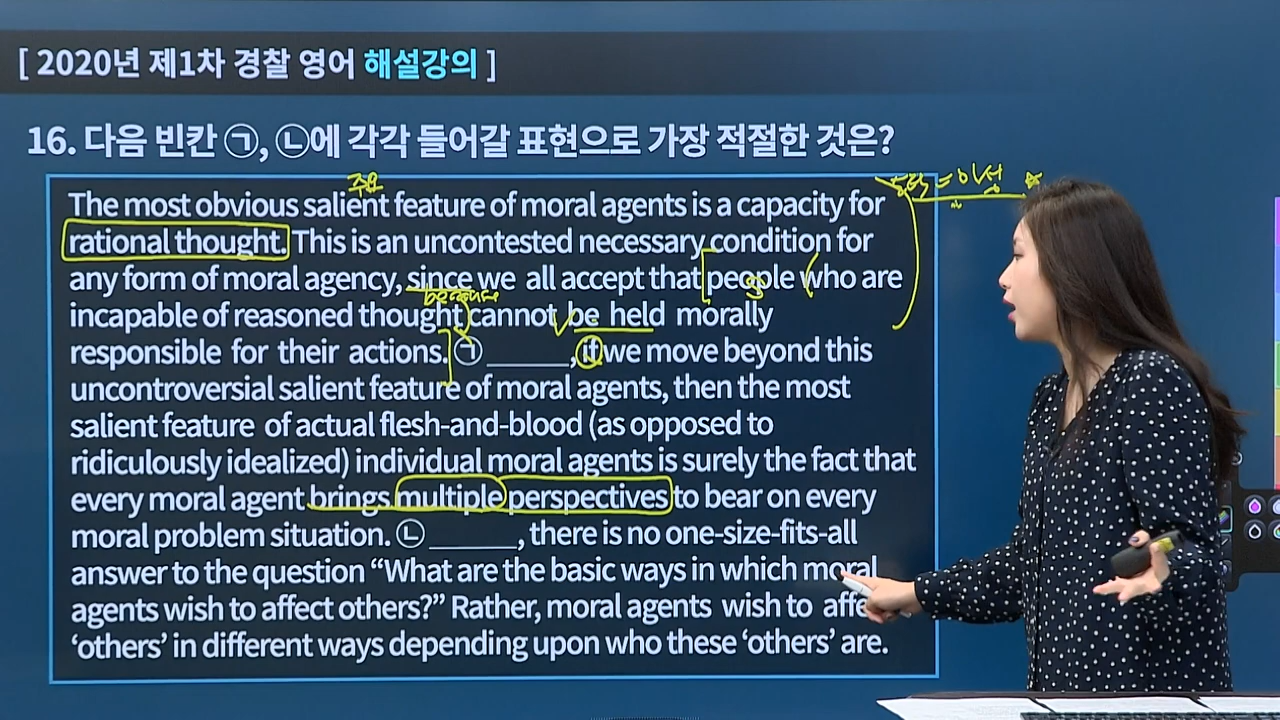 [ 2020년 제1차 경찰 영어 해설강의 ]
16. 다음 빈칸 ㉠, ㉡에 각각 들어갈 표현으로 가장 적절한 것은?
주요
The most obvious salient feature of moral agents is a capacity for
rational thought. This is an uncontested necessary condition for
any form of moral agency, since we all accept that people who are
because
incapable of reasoned thought cannot be held morally
responsible for their actions. ㉠ ______, if we move beyond this
uncontroversial salient feature of moral agents, then the most
salient feature of actual flesh-and-blood (as opposed to
ridiculously idealized) individual moral agents is surely the fact that
every moral agent brings multiple perspectives to bear on every
moral problem situation. ㉡ ______, there is no one-size-fits-all
answer to the question “What are the basic ways in which moral
agents wish to affect others?” Rather, moral agents wish to affe
‘others’ in different ways depending upon who these ‘others’ are.